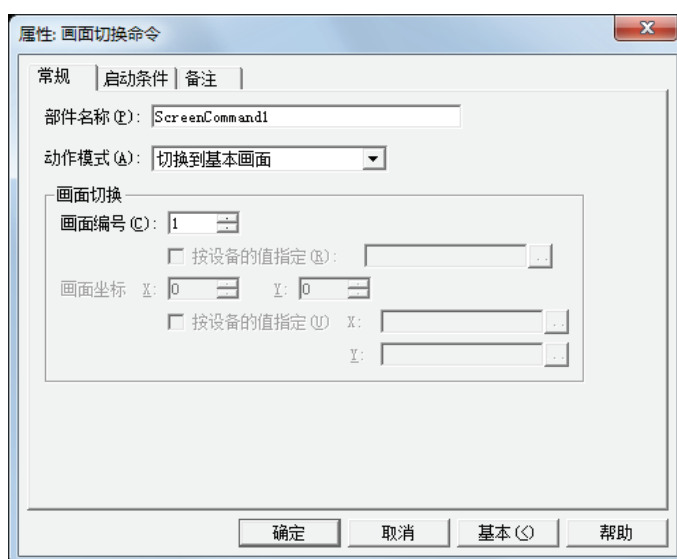 属性: 画面切换命令
常规 启动条件 备注
部件名称(P): ScreenCommand1
动作模式(A): 切换到基本画面
画面切换
画面编号(C): 1
按设备的值指定(R): ..
画面坐标 X: 0 Y: 0
按设备的值指定(U) X: ..
Y: ..
确定 取消 基本(<) 帮助